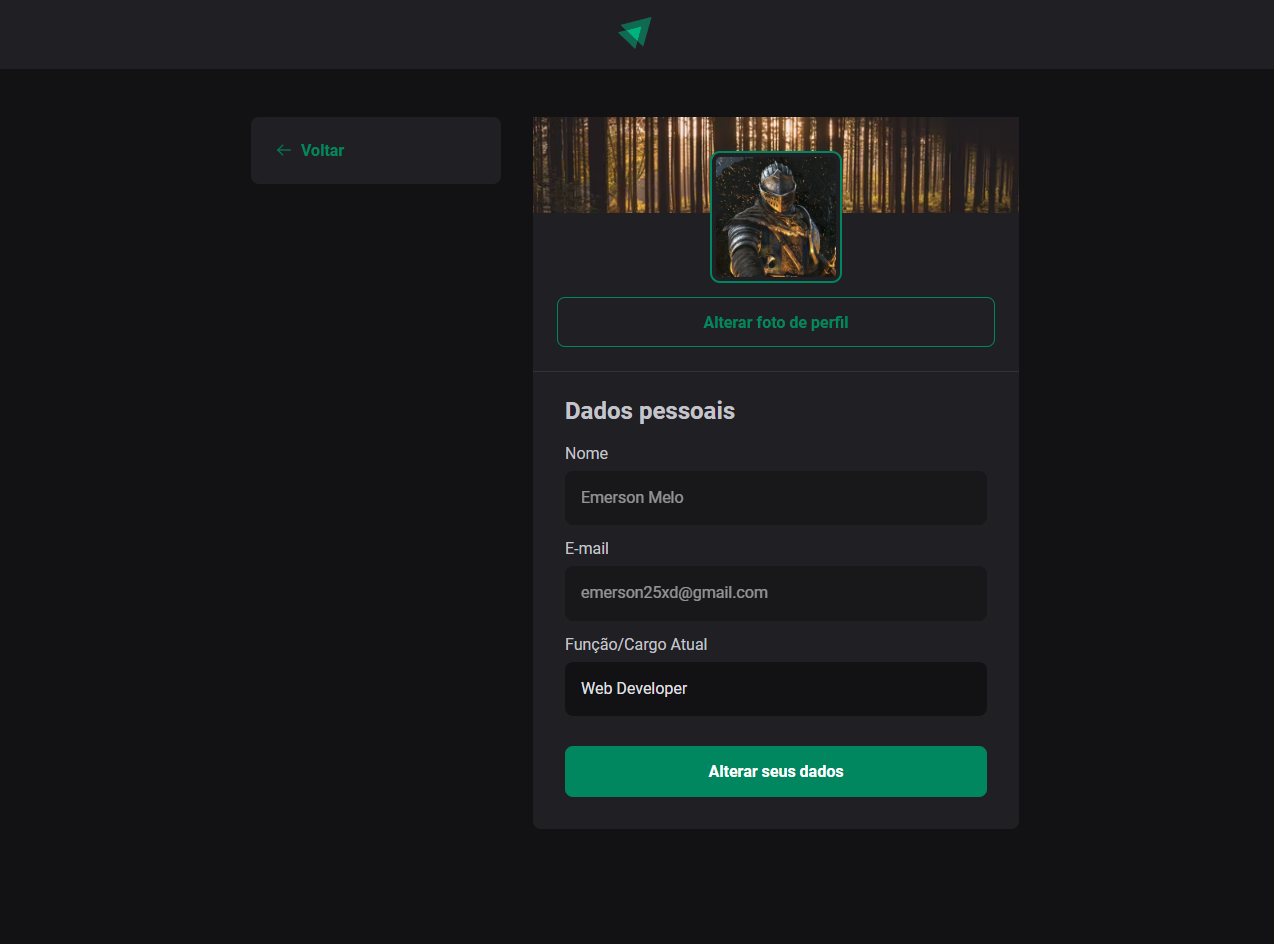 Voltar
Alterar foto de perfil
Dados pessoais
Nome
Emerson Melo
E-mail
emerson25xd@gmail.com
Função/Cargo Atual
Web Developer
Alterar seus dados